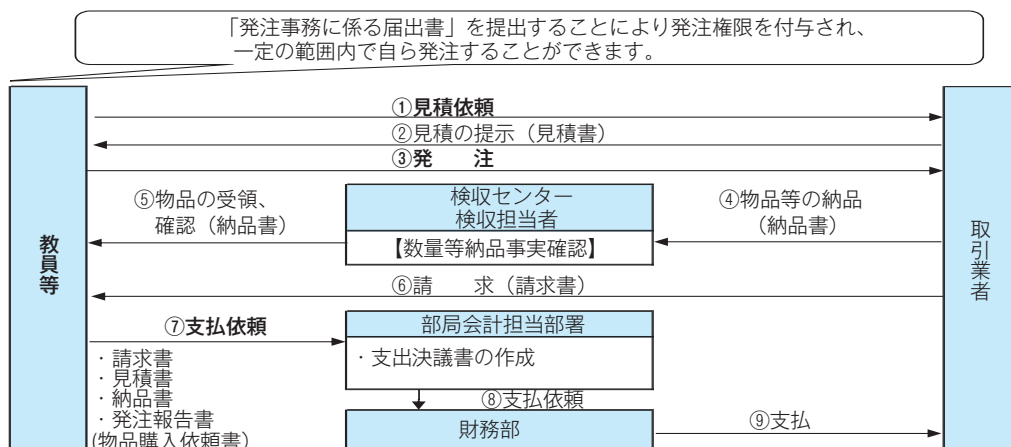 「発注事務に係る届出書」を提出することにより発注権限を付与され、
一定の範囲内で自ら発注することができます。
①見積依頼
②見積の提示（見積書）
③発　　注
⑤物品の受領、
確認（納品書）
検収センター
検収担当者
【数量等納品事実確認】
④物品等の納品
（納品書）
教員等
取引業者
⑥請　　求（請求書）
⑦支払依頼
・請求書
・見積書
・納品書
・発注報告書
(物品購入依頼書）
部局会計担当部署
・支出決議書の作成
⑧支払依頼
財務部
⑨支払